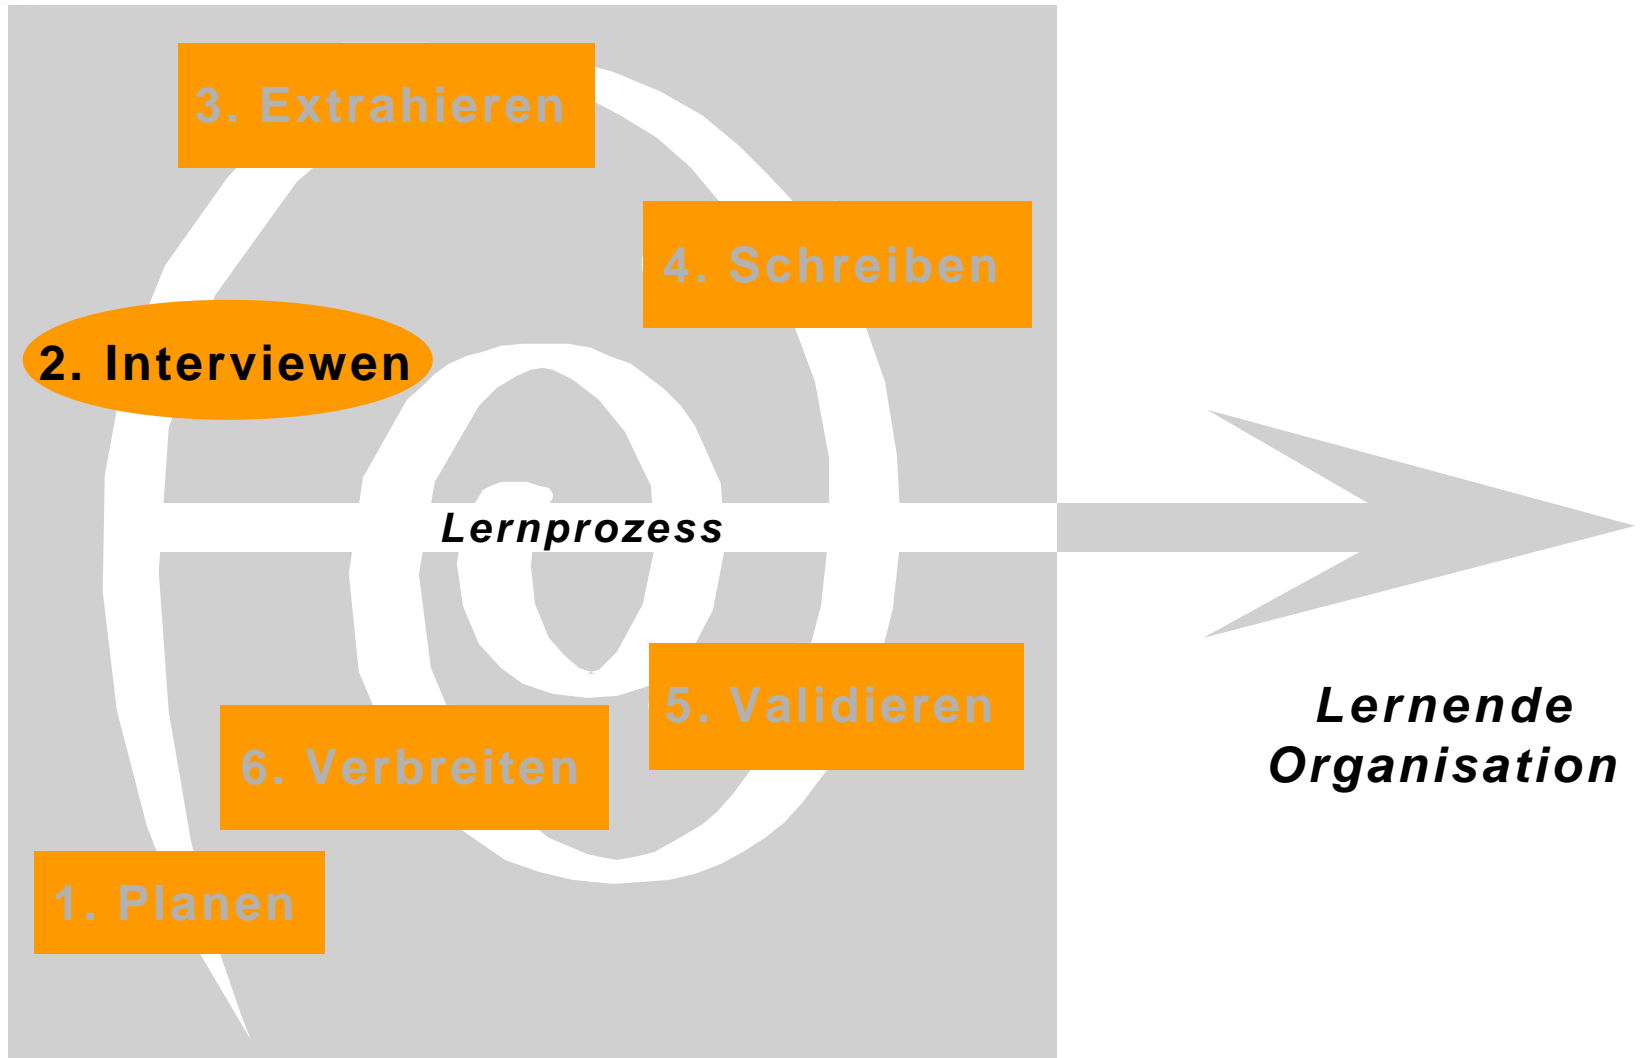 3. Extrahieren
4. Schreiben
2. Interviewen
Lernprozess
5. Validieren
Lernende
Organisation
6. Verbreiten
1. Planen